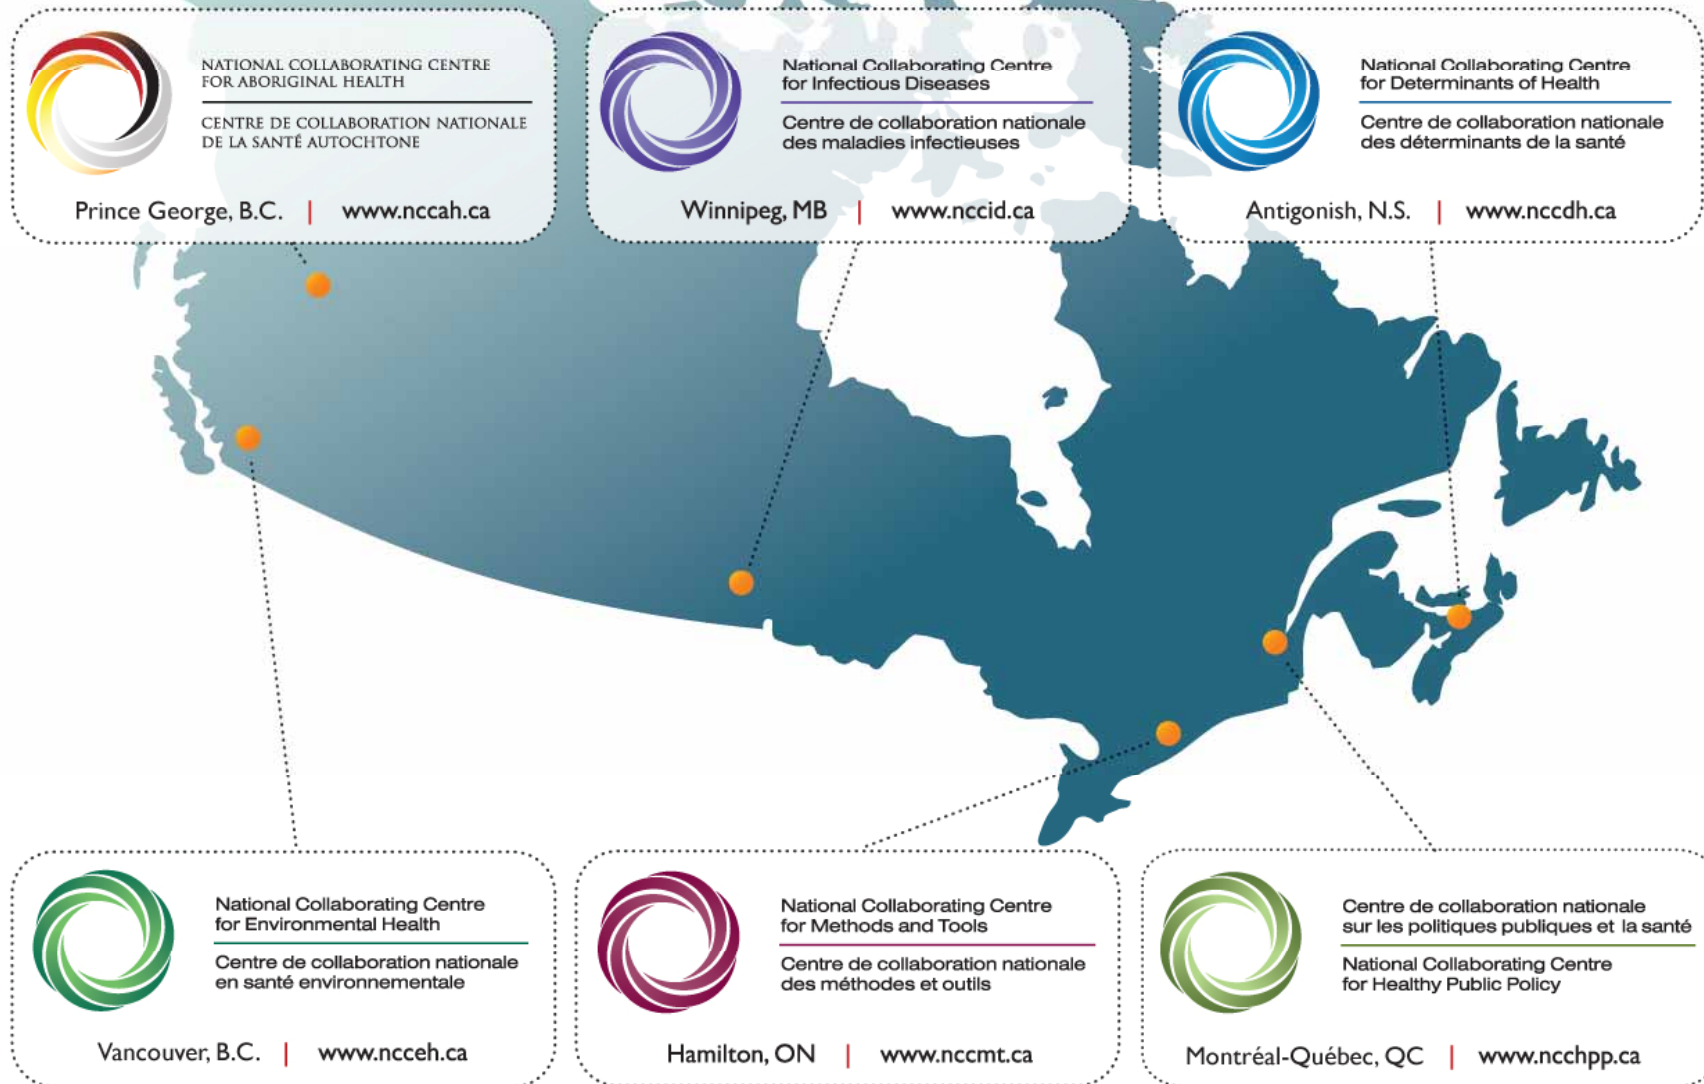 NATIONAL COLLABORATING CENTRE
FOR ABORIGINAL HEALTH
CENTRE DE COLLABORATION NATIONALE
DE LA SANTÉ AUTOCHTONE
Prince George, B.C. | www.nccah.ca
National Collaborating Centre
for Infectious Diseases
Centre de collaboration nationale
des maladies infectieuses
Winnipeg, MB | www.nccid.ca
National Collaborating Centre
for Determinants of Health
Centre de collaboration nationale
des déterminants de la santé
Antigonish, N.S. | www.nccdh.ca
National Collaborating Centre
for Environmental Health
Centre de collaboration nationale
en santé environnementale
Vancouver, B.C. | www.ncceh.ca
National Collaborating Centre
for Methods and Tools
Centre de collaboration nationale
des méthodes et outils
Hamilton, ON | www.nccmt.ca
Centre de collaboration nationale
sur les politiques publiques et la santé
National Collaborating Centre
for Healthy Public Policy
Montréal-Québec, QC | www.ncchpp.ca